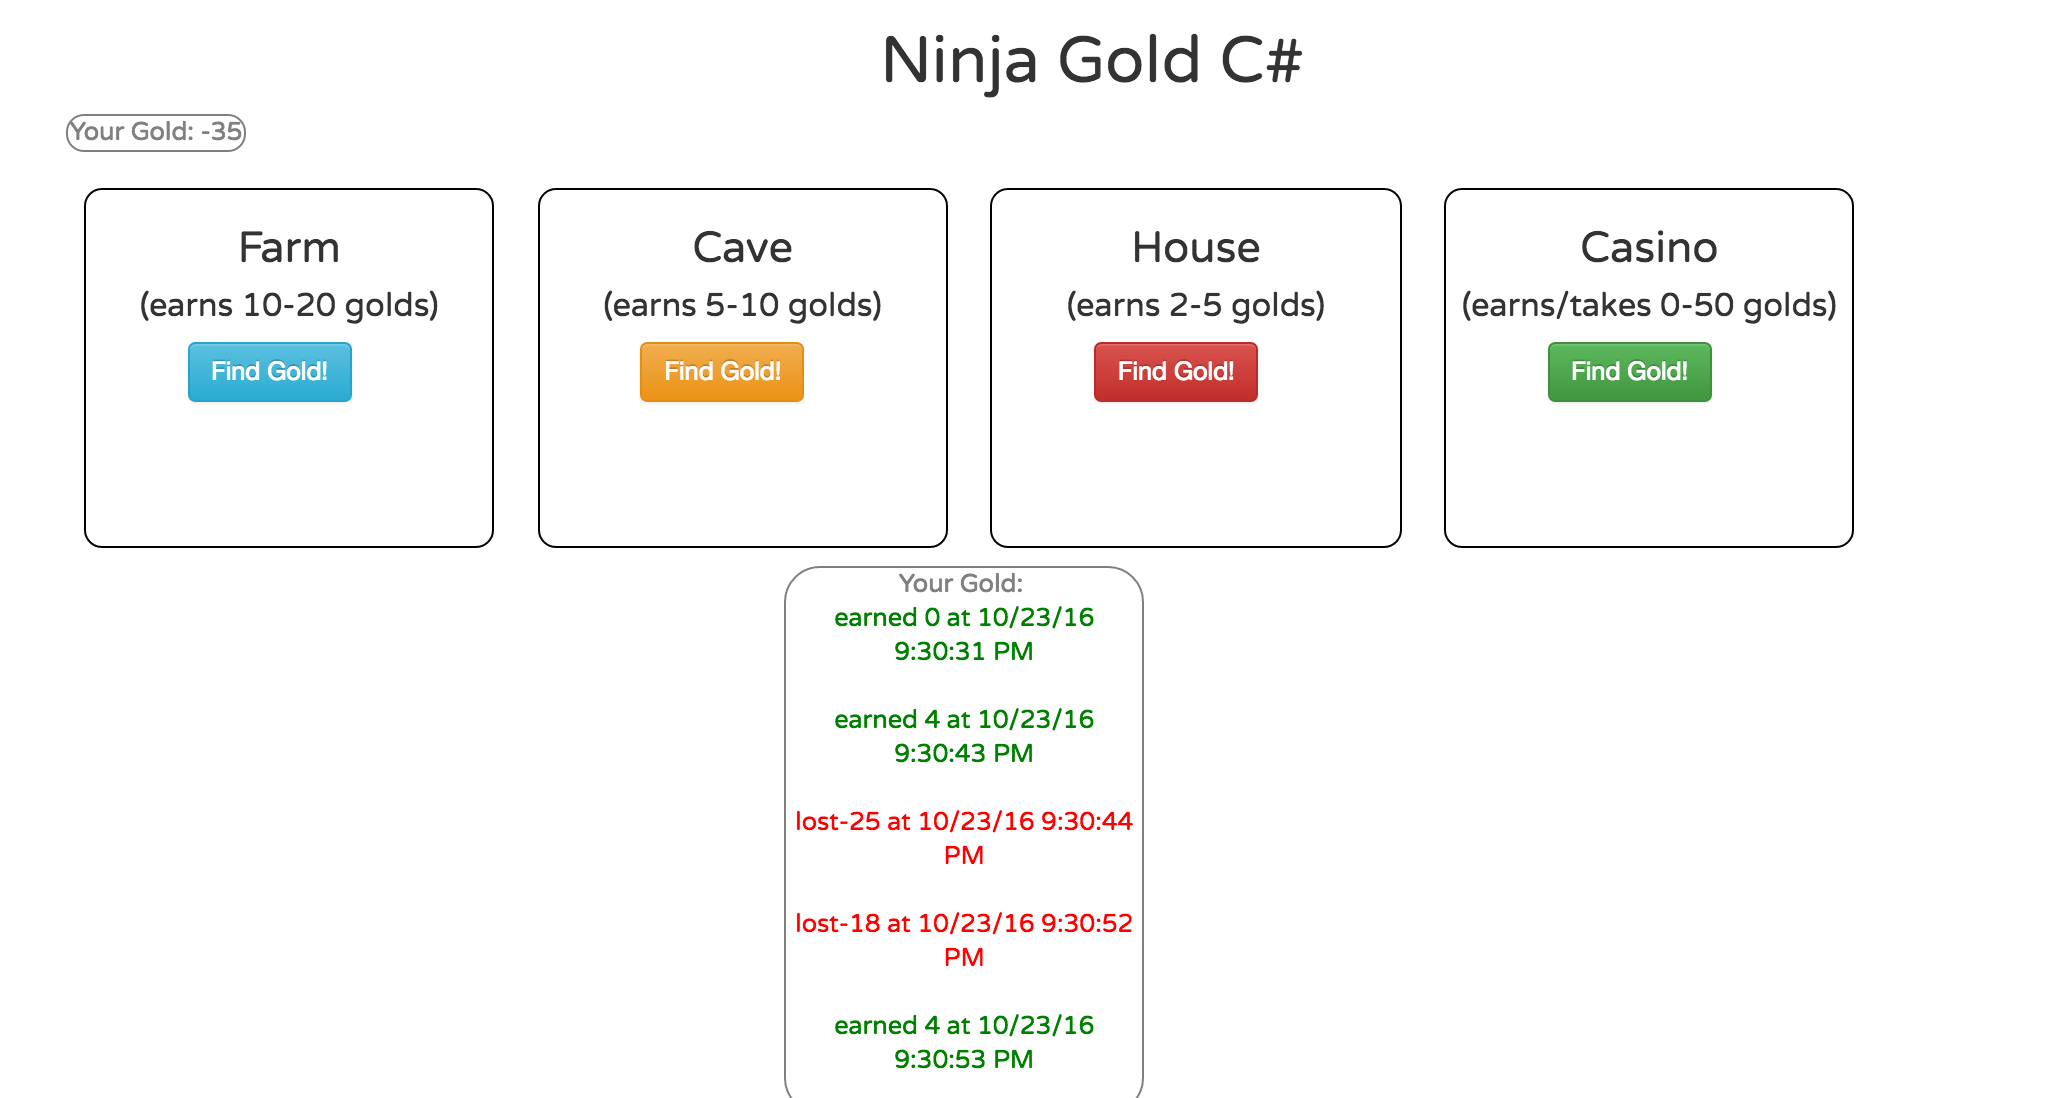 Ninja Gold C#
Your Gold: -35
Farm
(earns 10-20 golds)
Find Gold!
Cave
(earns 5-10 golds)
Find Gold!
House
(earns 2-5 golds)
Find Gold!
Casino
(earns/takes 0-50 golds)
Find Gold!
Your Gold:
earned 0 at 10/23/16
9:30:31 PM
earned 4 at 10/23/16
9:30:43 PM
lost-25 at 10/23/16 9:30:44
PM
lost-18 at 10/23/16 9:30:52
PM
earned 4 at 10/23/16
9:30:53 PM